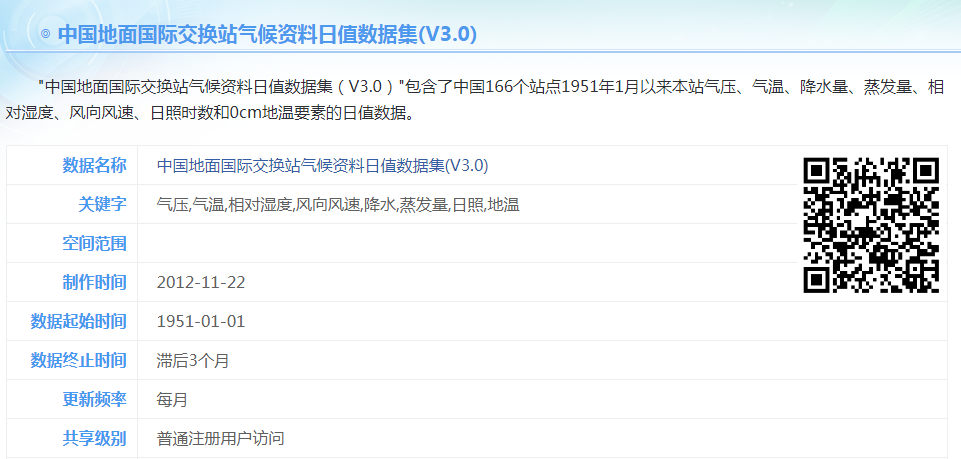 中国地面国际交换站气候资料日值数据集(V3.0)
"中国地面国际交换站气候资料日值数据集（V3.0）"包含了中国166个站点1951年1月以来本站气压、气温、降水量、蒸发量、相
对湿度、风向风速、日照时数和0cm地温要素的日值数据。
数据名称 中国地面国际交换站气候资料日值数据集(V3.0)
关键字 气压,气温,相对湿度,风向风速,降水,蒸发量,日照,地温
空间范围
制作时间 2012-11-22
数据起始时间 1951-01-01
数据终止时间 滞后3个月
更新频率 每月
共享级别 普通注册用户访问